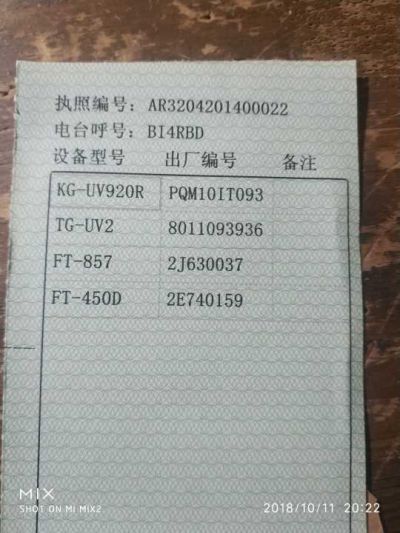 执照编号: AR3204201400022
电台呼号: BI4RBD
设备型号 出厂编号 备注
KG-UV920R PQM10IT093
TG-UV2 8011093936
FT-857 2J630037
FT-450D 2E740159
MIX
SHOT ON MI MIX2
2018/10/11 20:22